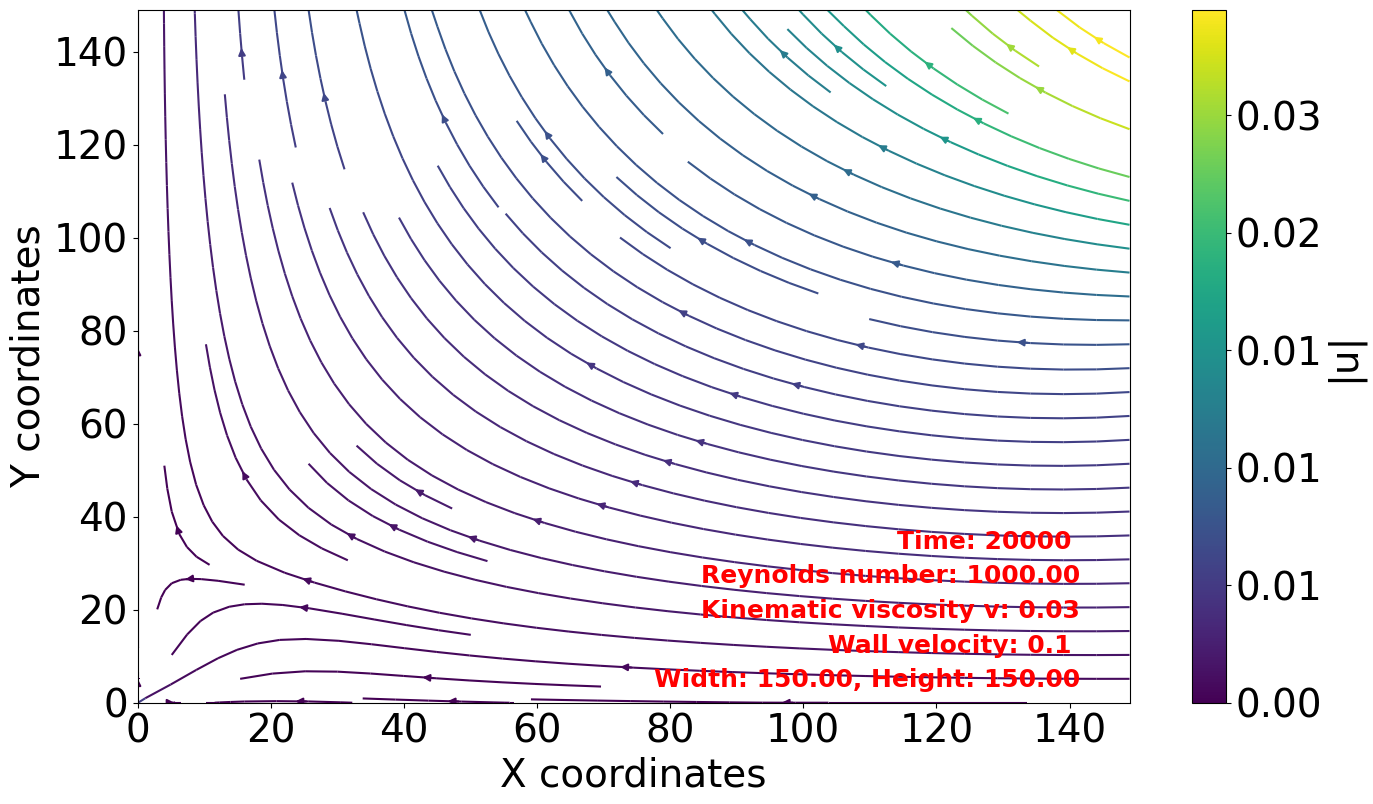 140
120
100
80
60
40
20
0
Y coordinates
0 20 40 60 80 100 120 140
X coordinates
Time: 20000
Reynolds number: 1000.00
Kinematic viscosity v: 0.03
Wall velocity: 0.1
Width: 150.00, Height: 150.00
0.03
0.02
0.01
0.01
0.01
0.00
|u|